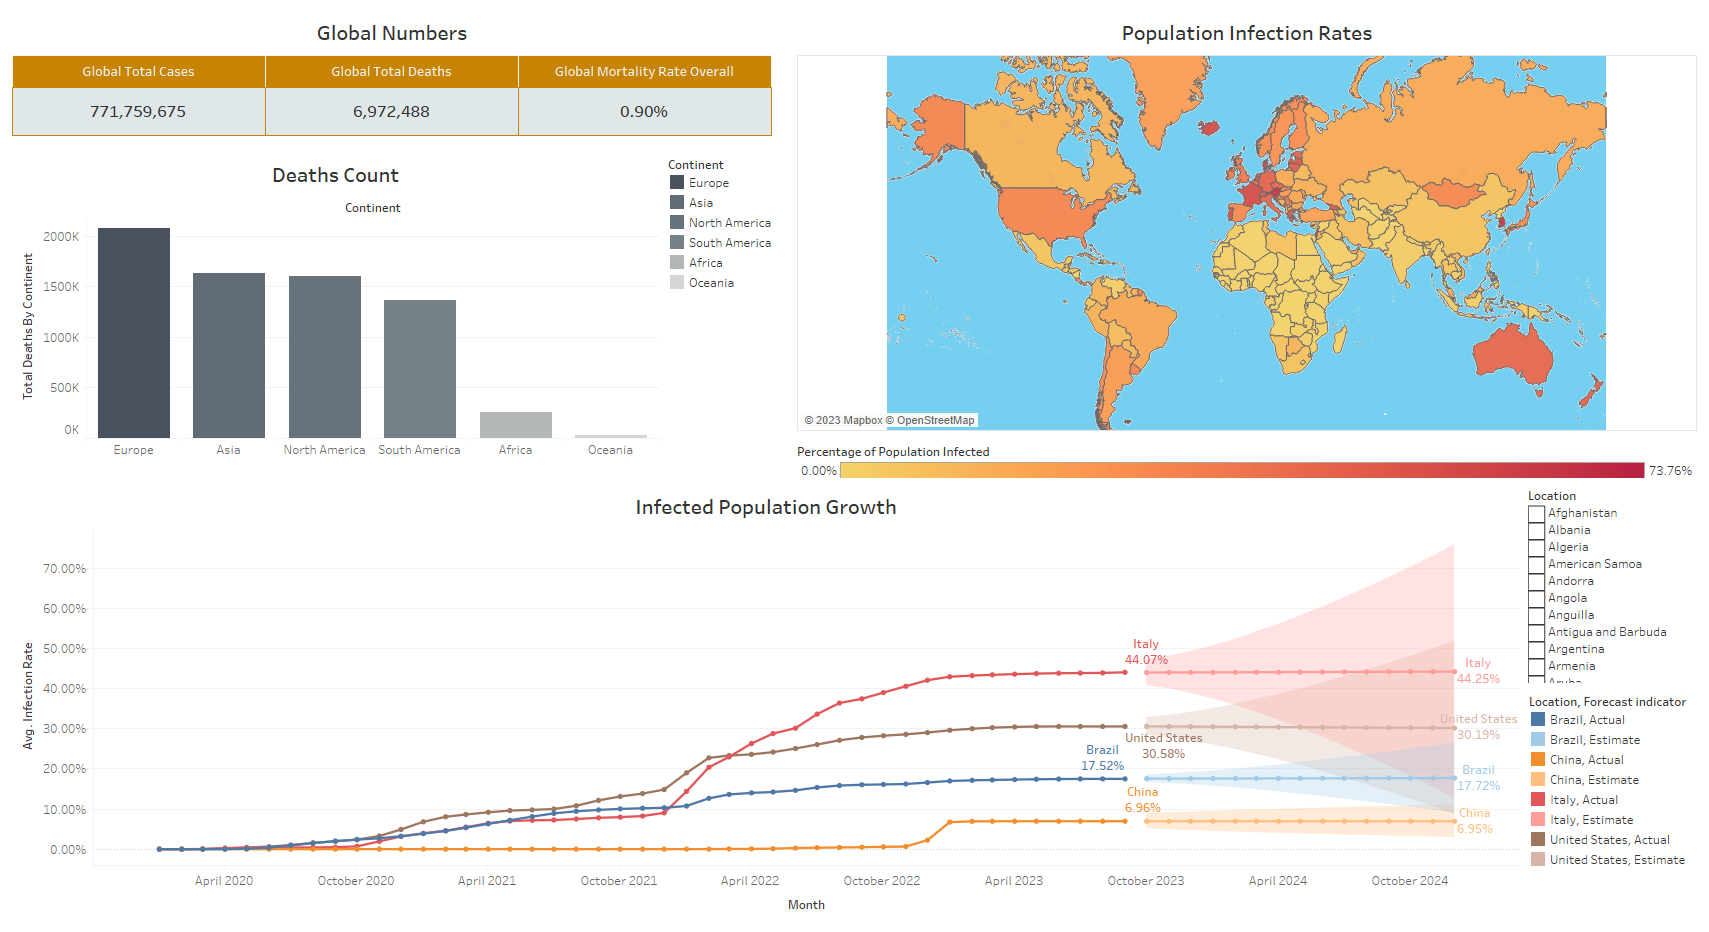 Global Numbers
Global Total Cases
Global Total Deaths
Global Mortality Rate Overall
771,759,675
6,972,488
0.90%
Deaths Count
Continent
Total Deaths By Continent
2000K
1500K
1000K
500K
0K
Europe
Asia
North America
South America
Africa
Oceania
Continent
Europe
Asia
North America
South America
Africa
Oceania
Population Infection Rates
© 2023 Mapbox © OpenStreetMap
Percentage of Population Infected
0.00%
73.76%
Infected Population Growth
Avg. Infection Rate
70.00%
60.00%
50.00%
40.00%
30.00%
20.00%
10.00%
0.00%
Italy
44.07%
United States
30.58%
Brazil
17.52%
China
6.96%
Italy
44.25%
United States
30.19%
Brazil
17.72%
China
6.95%
April 2020
October 2020
April 2021
October 2021
April 2022
October 2022
April 2023
October 2023
April 2024
October 2024
Month
Location
Afghanistan
Albania
Algeria
American Samoa
Andorra
Angola
Anguilla
Antigua and Barbuda
Argentina
Armenia
Location, Forecast indicator
Brazil, Actual
Brazil, Estimate
China, Actual
China, Estimate
Italy, Actual
Italy, Estimate
United States, Actual
United States, Estimate